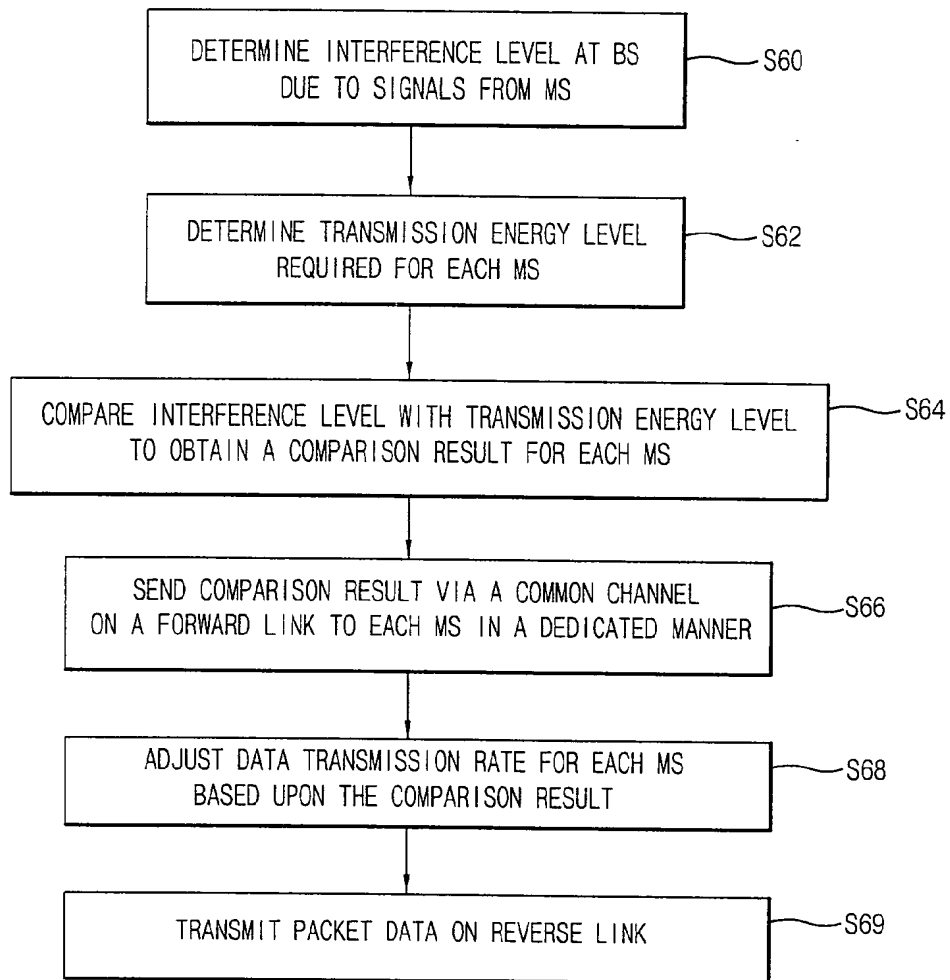 DETERMINE INTERFERENCE LEVEL AT BS
DUE TO SIGNALS FROM MS
S60
DETERMINE TRANSMISSION ENERGY LEVEL
REQUIRED FOR EACH MS
S62
COMPARE INTERFERENCE LEVEL WITH TRANSMISSION ENERGY LEVEL
TO OBTAIN A COMPARISON RESULT FOR EACH MS
S64
SEND COMPARISON RESULT VIA A COMMON CHANNEL
ON A FORWARD LINK TO EACH MS IN A DEDICATED MANNER
S66
ADJUST DATA TRANSMISSION RATE FOR EACH MS
BASED UPON THE COMPARISON RESULT
S68
TRANSMIT PACKET DATA ON REVERSE LINK
S69